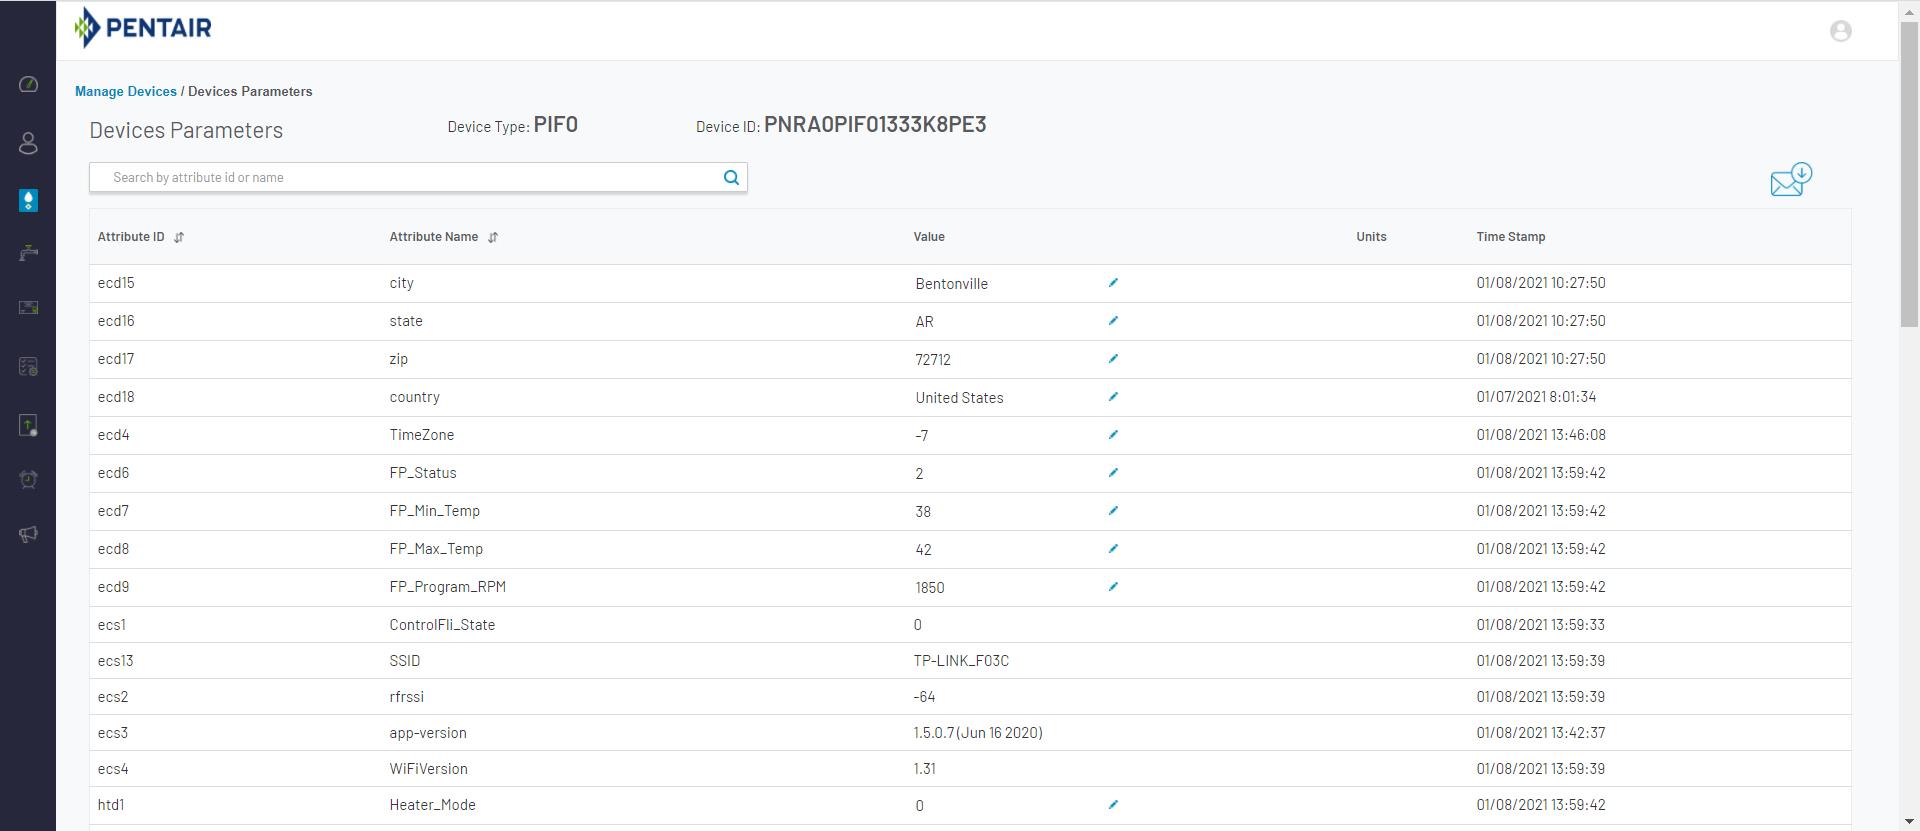 PENTAIR
Manage Devices / Devices Parameters
Devices Parameters Device Type: PIF0 Device ID: PNRA0PIF01333K8PE3
Search by attribute id or name
Attribute ID Attribute Name Value Units Time Stamp
ecd15 city Bentonville 01/08/2021 10:27:50
ecd16 state AR 01/08/2021 10:27:50
ecd17 zip 72712 01/08/2021 10:27:50
ecd18 country United States 01/07/2021 8:01:34
ecd4 TimeZone -7 01/08/2021 13:46:08
ecd6 FP_Status 2 01/08/2021 13:59:42
ecd7 FP_Min_Temp 38 01/08/2021 13:59:42
ecd8 FP_Max_Temp 42 01/08/2021 13:59:42
ecd9 FP_Program_RPM 1850 01/08/2021 13:59:42
ecs1 ControlFli_State 0 01/08/2021 13:59:33
ecs13 SSID TP-LINK_F03C 01/08/2021 13:59:39
ecs2 rfrssi -64 01/08/2021 13:59:39
ecs3 app-version 1.5.0.7 (Jun 16 2020) 01/08/2021 13:42:37
ecs4 WiFiVersion 1.31 01/08/2021 13:59:39
htd1 Heater_Mode 0 01/08/2021 13:59:42